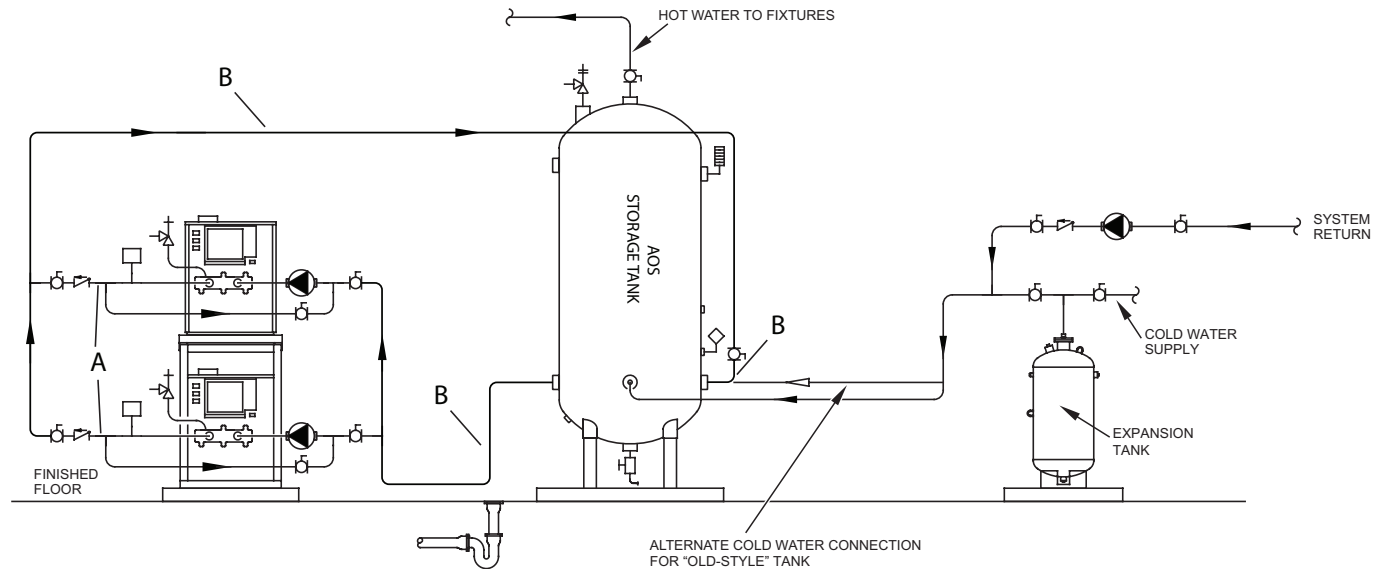 HOT WATER TO FIXTURES
B
AOS
STORAGE TANK
SYSTEM
RETURN
A
B
COLD WATER
SUPPLY
B
EXPANSION
TANK
FINISHED
FLOOR
ALTERNATE COLD WATER CONNECTION
FOR "OLD-STYLE" TANK